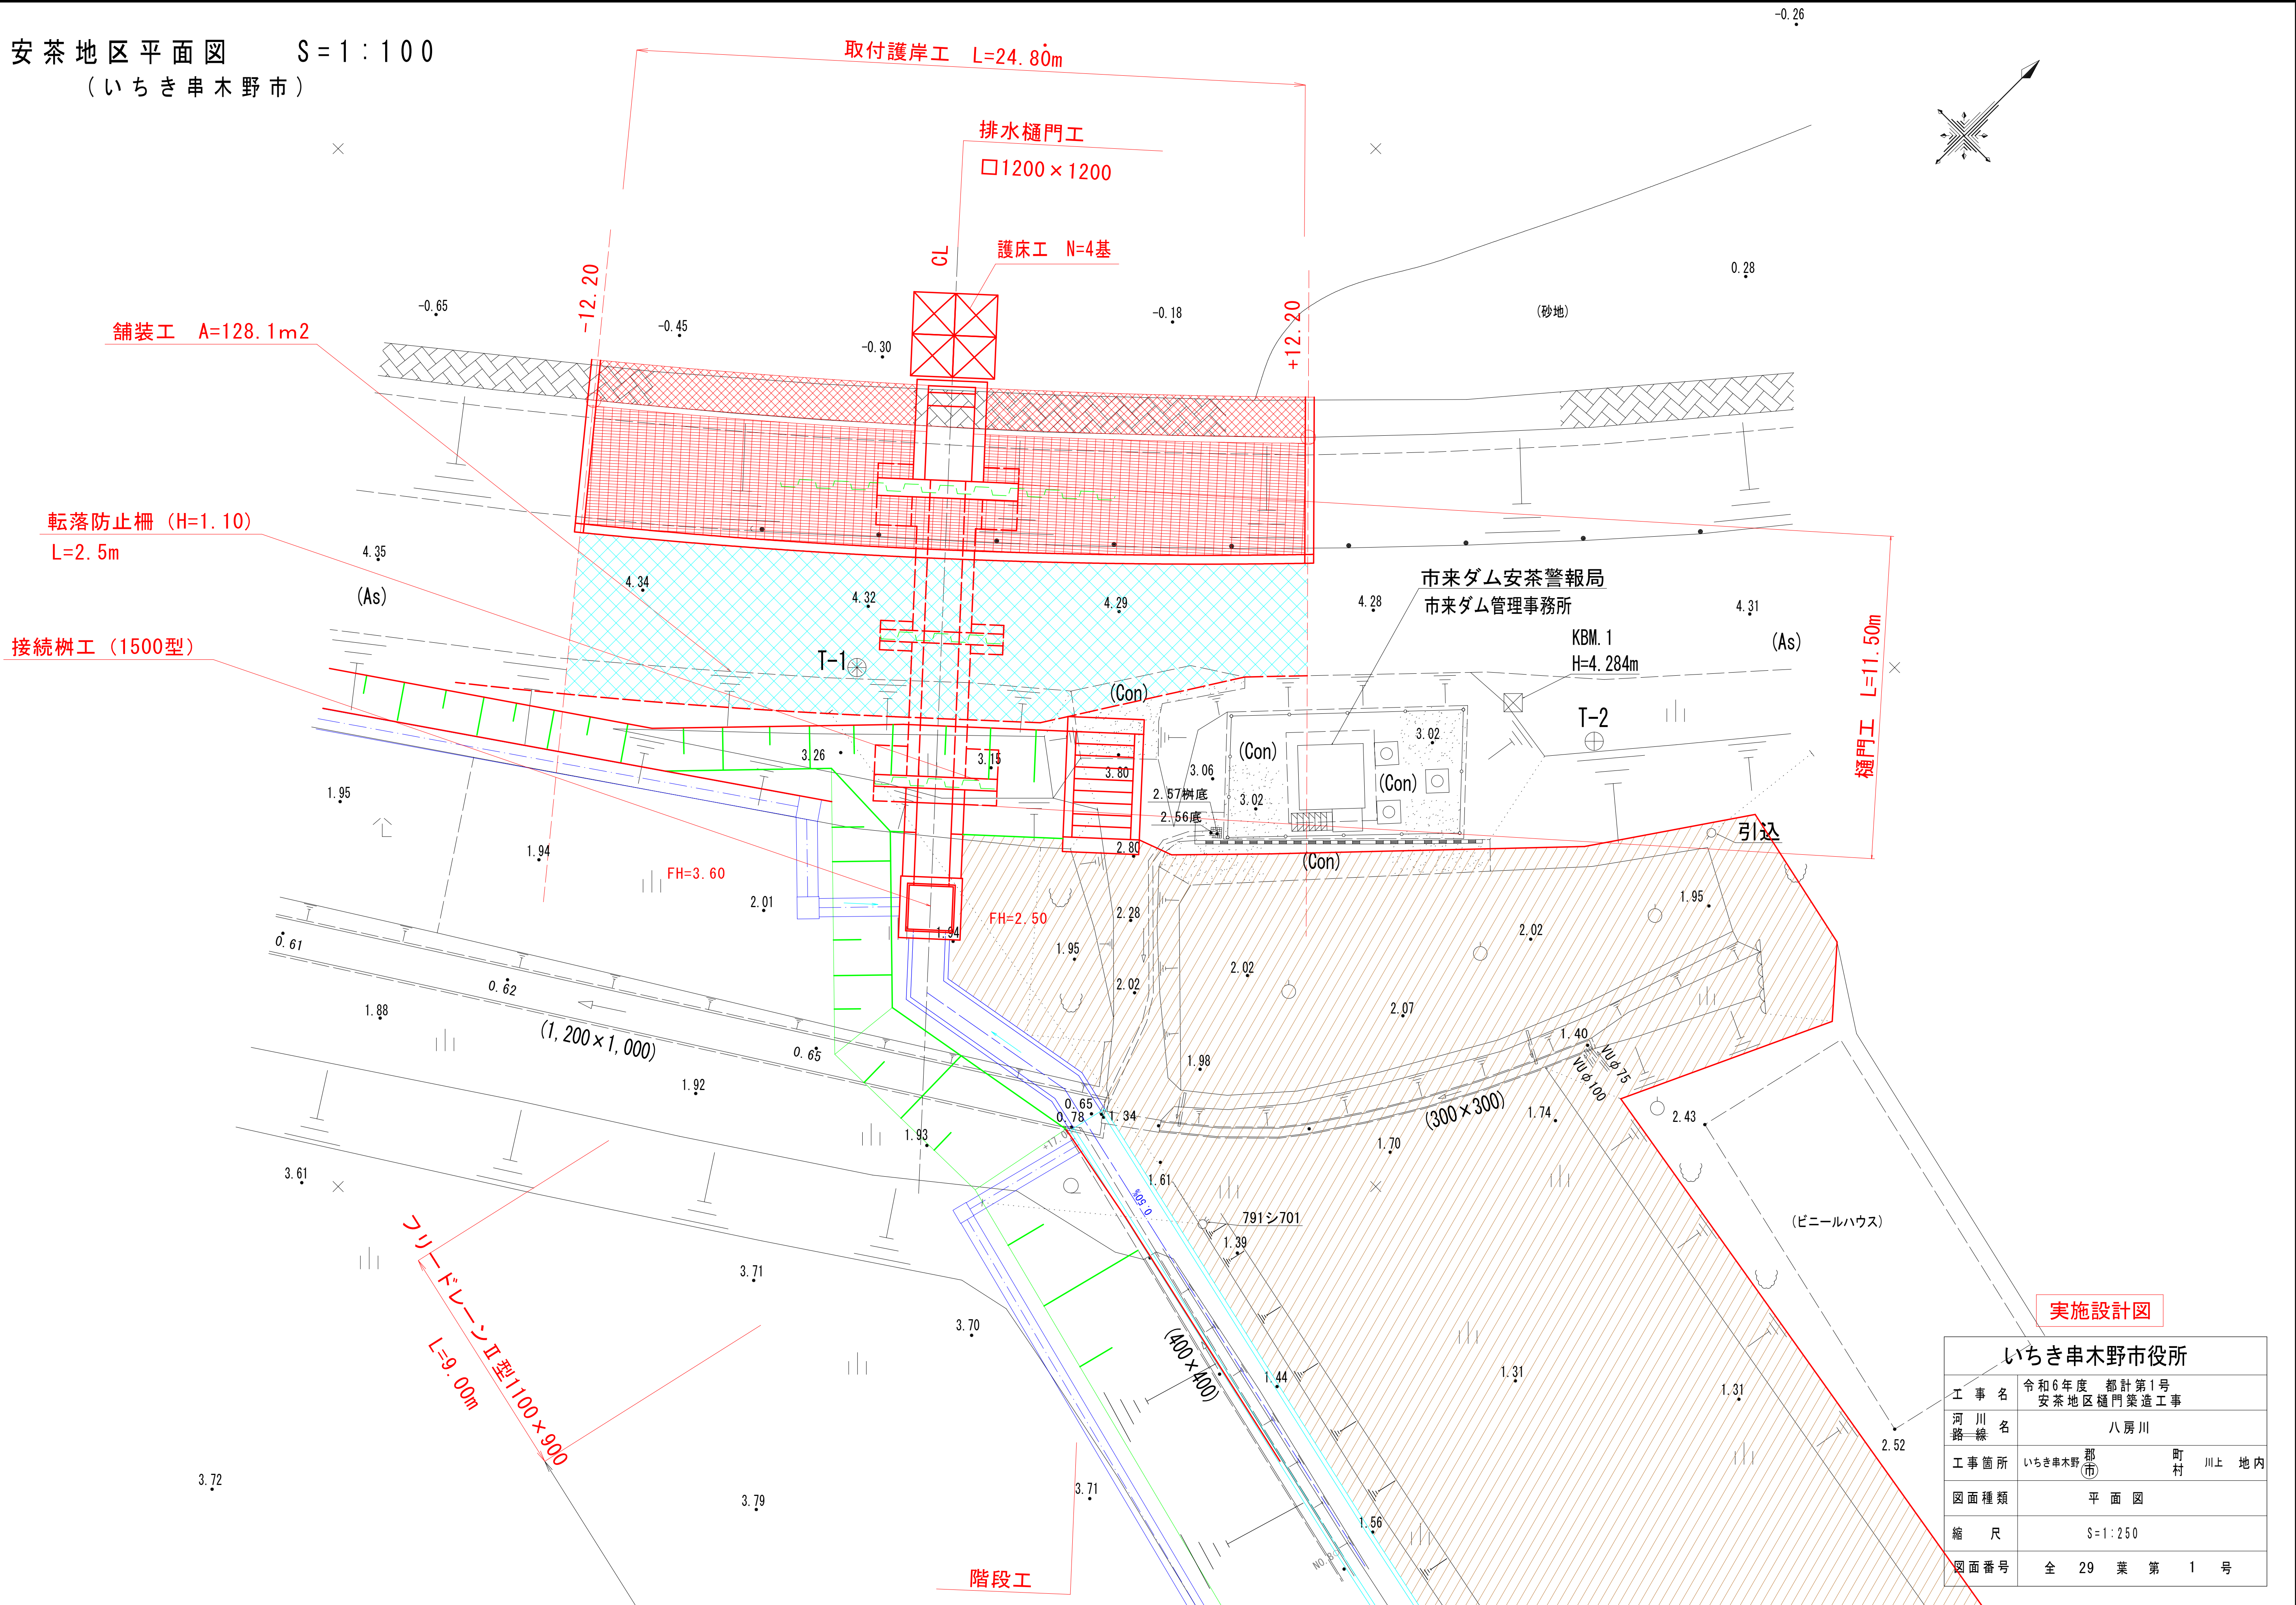 安茶地区平面図 S=1:100
(いちき串木野市)
取付護岸工 L=24.80m
-0.26
排水樋門工
□1200×1200
護床工 N=4基
CL
-12.20
+12.20
-0.65
-0.45
-0.30
-0.18
0.28
(砂地)
舗装工 A=128.1m2
転落防止柵 (H=1.10)
L=2.5m
接続桝工 (1500型)
4.35
(As)
4.34
4.32
4.29
4.28
4.31
(As)
市来ダム安茶警報局
市来ダム管理事務所
KBM.1
H=4.284m
樋門工 L=11.50m
T-1
T-2
(Con)
3.26
3.15
3.80
3.06
(Con)
3.02
(Con)
3.02
2.57桝底
2.56底
2.80
(Con)
引込
1.95
1.94
FH=3.60
2.01
1.94
FH=2.50
2.28
1.95
2.02
2.02
2.02
1.95
2.07
1.98
1.40
VUφ75
VUφ100
(300×300)
0.61
0.62
1.88
(1,200×1,000)
0.65
1.92
1.93
0.65
0.78
1.34
1.74
2.43
1.70
1.61
0.50%
791シ701
1.39
(ビニールハウス)
3.61
フリードレーンⅡ型1100×900
L=9.00m
3.71
3.70
(400×400)
1.44
1.31
1.31
2.52
3.72
3.79
3.71
1.56
階段工
実施設計図
いちき串木野市役所
工事名 令和6年度 都計第1号
安茶地区樋門築造工事
河川路線名 八房川
工事箇所 いちき串木野 郡市 町村 川上 地内
図面種類 平面図
縮尺 S=1:250
図面番号 全 29 葉 第 1 号